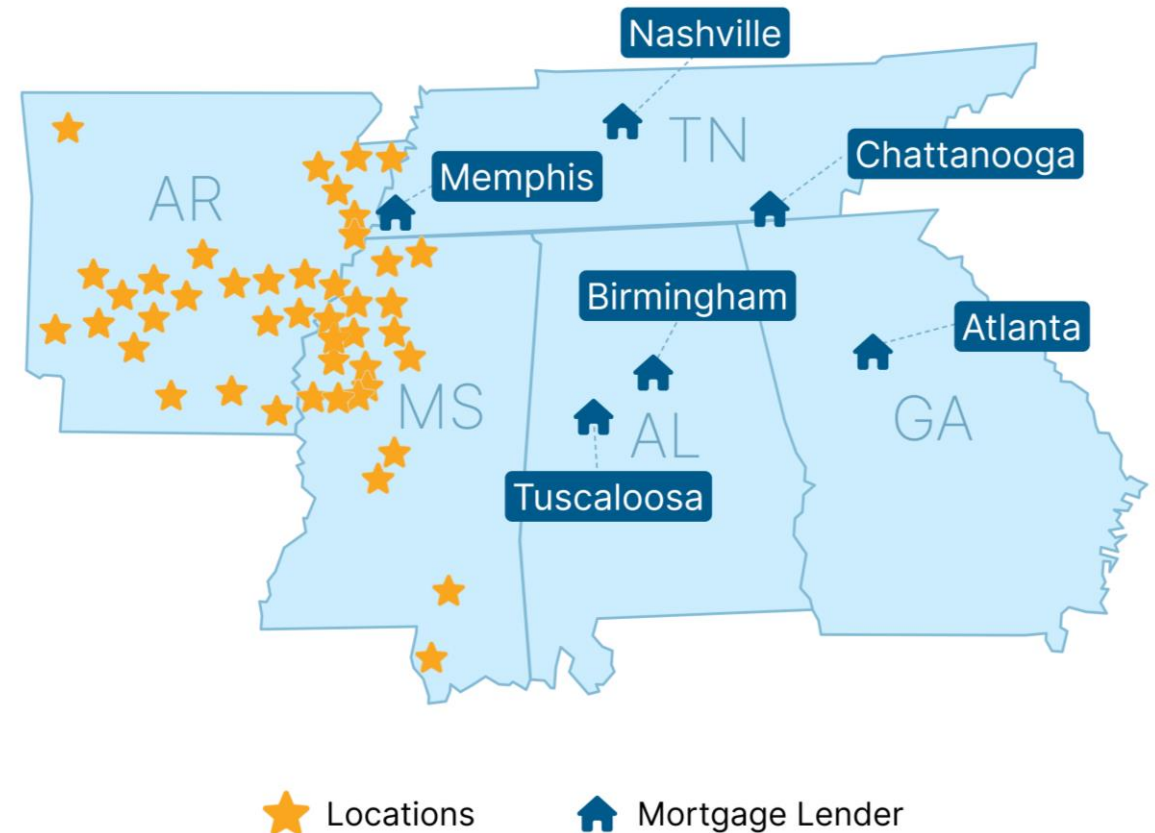 Nashville
TN
Chattanooga
Memphis
AR
Birmingham
Atlanta
MS
GA
AL
Tuscaloosa
Locations
Mortgage Lender